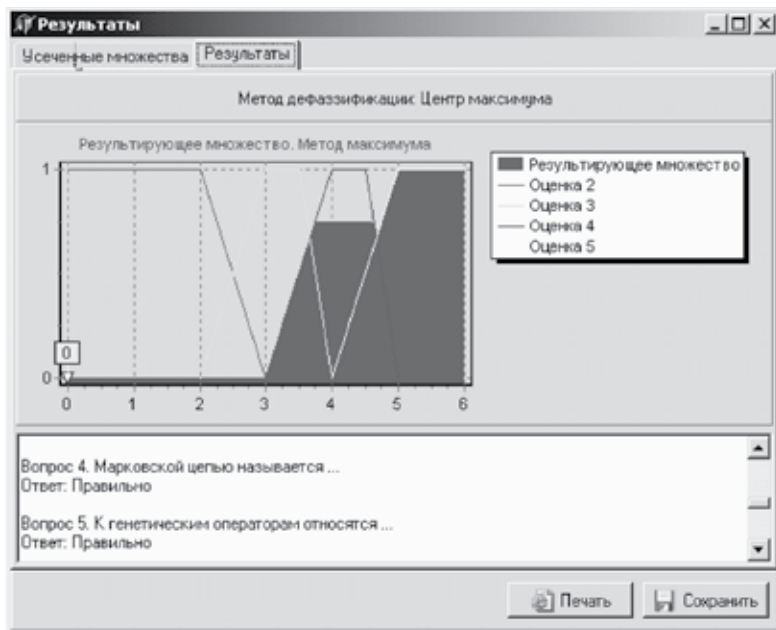 Результаты
Усеченные множества Результаты
Метод дефаззификации: Центр максимума
Результирующее множество. Метод максимума
1
0
0
0 1 2 3 4 5 6
Результирующее множество
Оценка 2
Оценка 3
Оценка 4
Оценка 5
Вопрос 4. Марковской цепью называется ...
Ответ: Правильно
Вопрос 5. К генетическим операторам относятся ...
Ответ: Правильно
Печать Сохранить